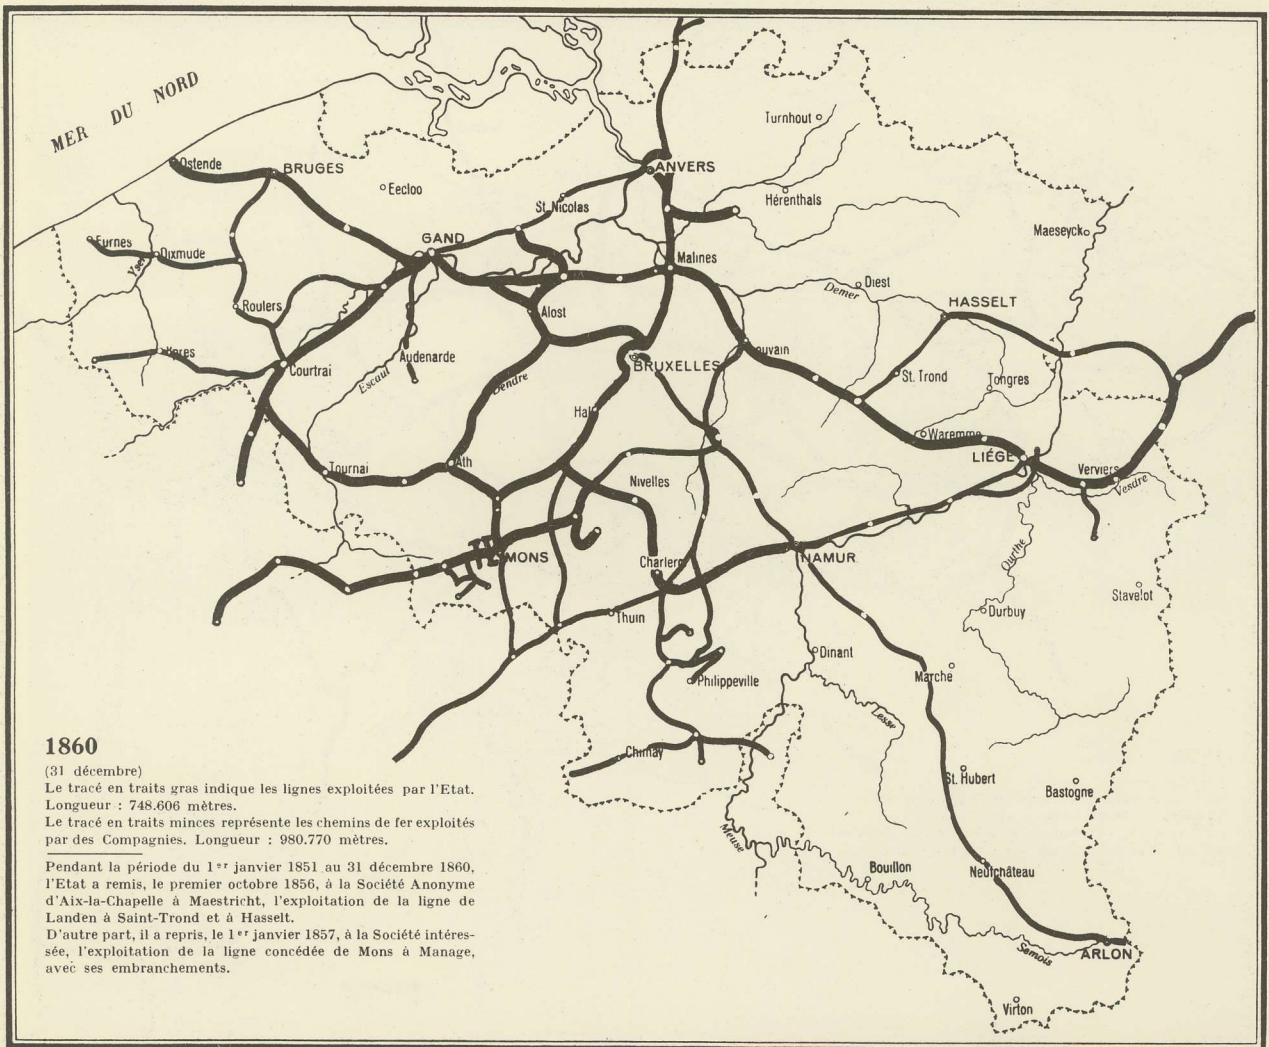 MER DU NORD
Turnhout
Ostende
BRUGES
ANVERS
Eecloo
Hérenthals
St. Nicolas
Maeseyck
GAND
Furnes
Dixmude
Malines
Yser
Diest
Demer
HASSELT
Roulers
Alost
Ypres
Audenarde
Louvain
Courtrai
BRUXELLES
Escaut
St. Trond
Tongres
Dendre
Hal
Waremme
LIÉGE
Tournai
Ath
Verviers
Nivelles
Vesdre
MONS
Charleroi
NAMUR
Ourthe
Stavelot
Thuin
Durbuy
Dinant
Marche
Philippeville
Lesse
Chimay
St. Hubert
Bastogne
Meuse
Bouillon
Neufchâteau
Semois
ARLON
Virton
1860
(31 décembre)
Le tracé en traits gras indique les lignes exploitées par l'Etat.
Longueur : 748.606 mètres.
Le tracé en traits minces représente les chemins de fer exploités
par des Compagnies. Longueur : 980.770 mètres.
Pendant la période du 1er janvier 1851 au 31 décembre 1860,
l'Etat a remis, le premier octobre 1856, à la Société Anonyme
d'Aix-la-Chapelle à Maestricht, l'exploitation de la ligne de
Landen à Saint-Trond et à Hasselt.
D'autre part, il a repris, le 1er janvier 1857, à la Société intéres-
sée, l'exploitation de la ligne concédée de Mons à Manage,
avec ses embranchements.